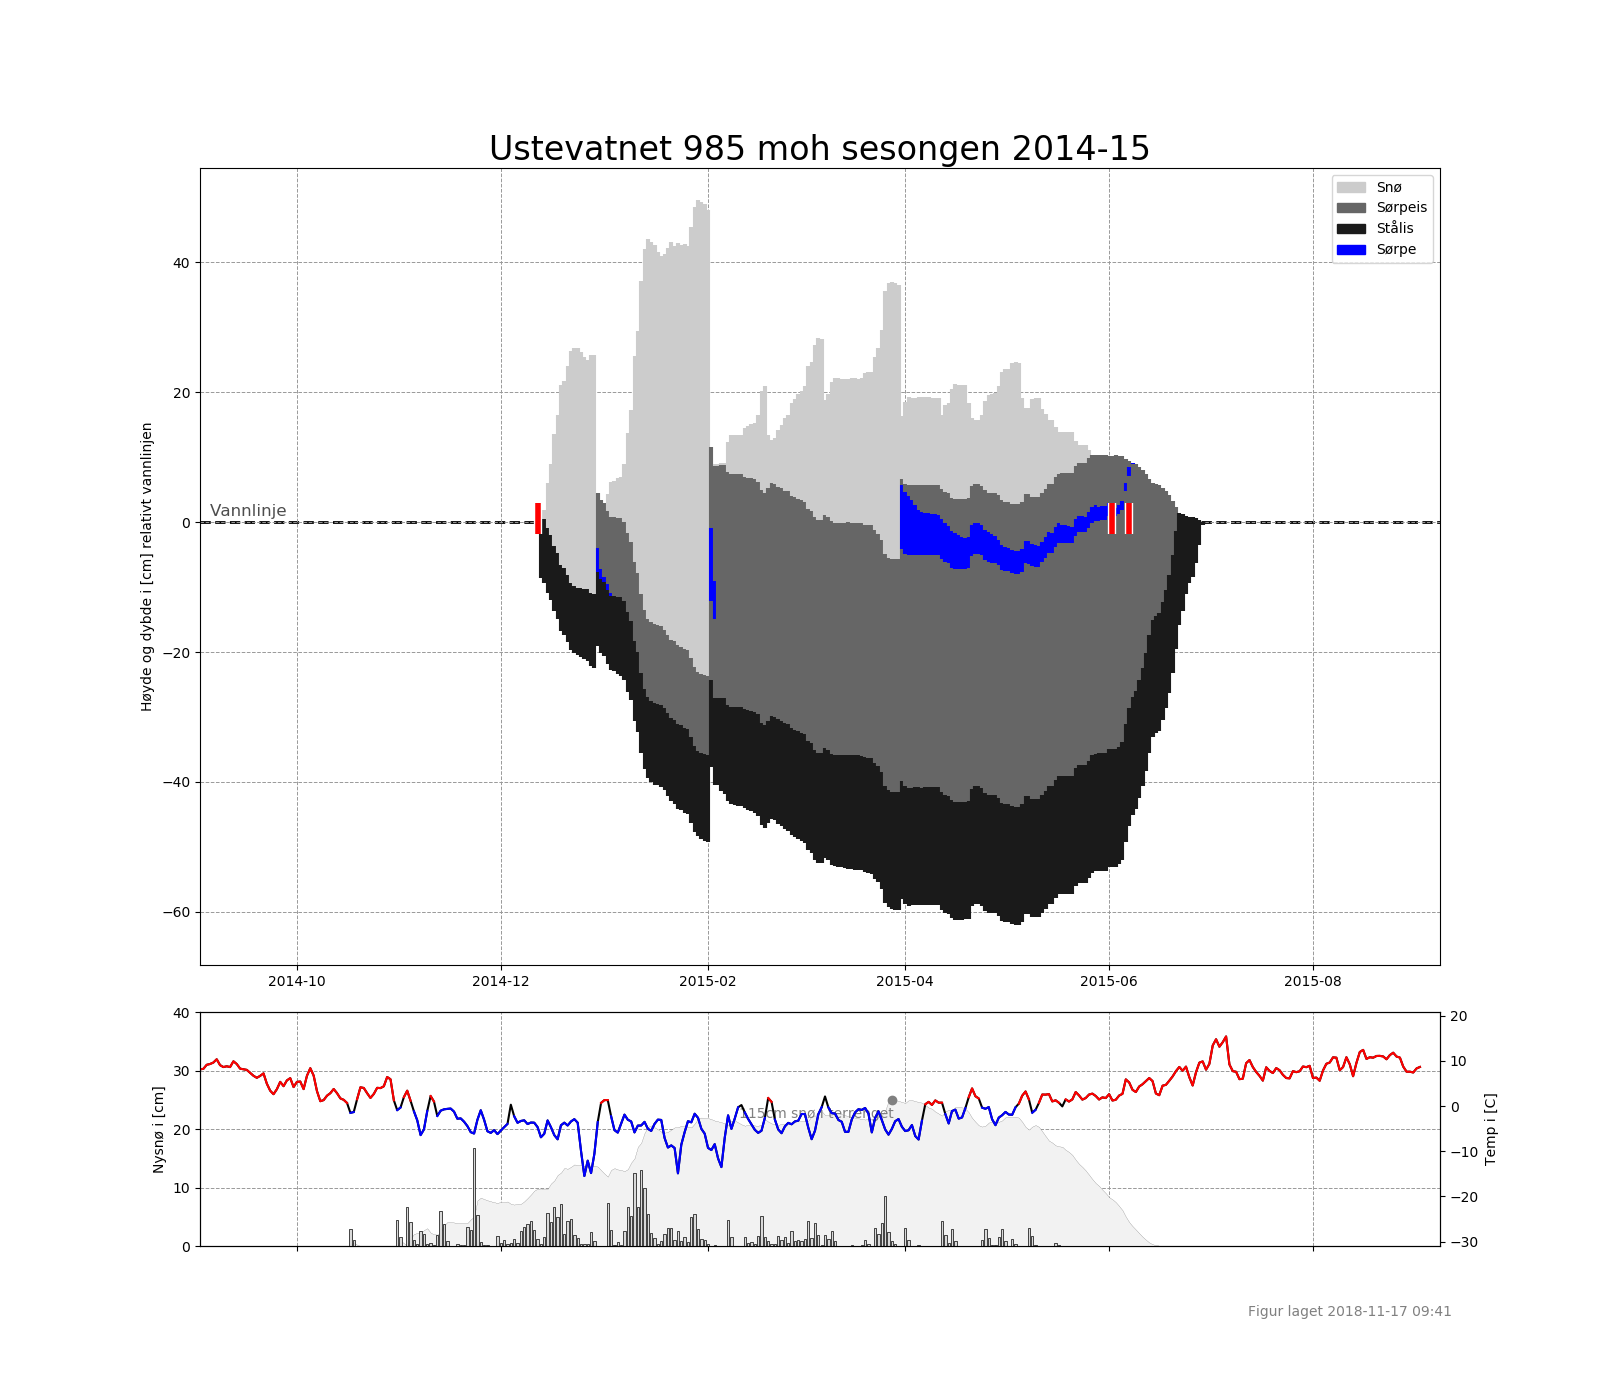 Ustevatnet 985 moh sesongen 2014-15
Snø
Sørpeis
Stålis
Sørpe
Høyde og dybde i [cm] relativt vannlinjen
40
20
0
−20
−40
−60
Vannlinje
2014-10 2014-12 2015-02 2015-04 2015-06 2015-08
Nysnø i [cm]
40
30
20
10
0
115cm snø i terrenget
20
10
0
−10
−20
−30
Temp i [C]
Figur laget 2018-11-17 09:41